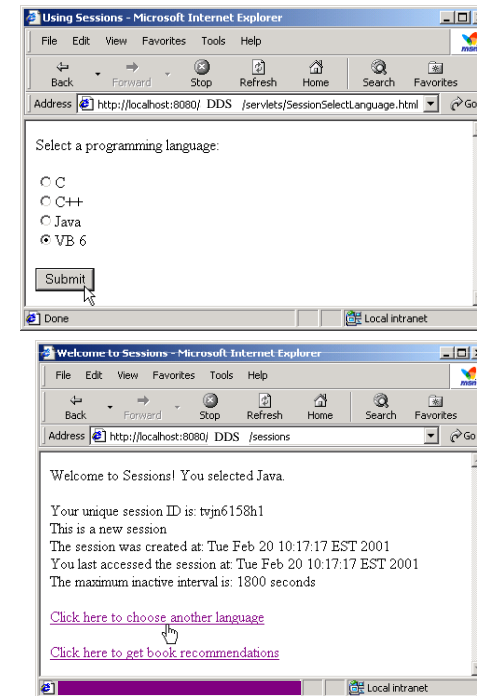 Using Sessions - Microsoft Internet Explorer
File Edit View Favorites Tools Help
msn
Back Forward Stop Refresh Home Search Favorites
Address http://localhost:8080/ DDS /servlets/SessionSelectLanguage.html Go
Select a programming language:
C
C++
Java
VB 6
Submit
Done Local intranet
Welcome to Sessions - Microsoft Internet Explorer
File Edit View Favorites Tools Help
msn
Back Forward Stop Refresh Home Search Favorites
Address http://localhost:8080/ DDS /sessions Go
Welcome to Sessions! You selected Java.
Your unique session ID is: tvjn6158h1
This is a new session
The session was created at: Tue Feb 20 10:17:17 EST 2001
You last accessed the session at: Tue Feb 20 10:17:17 EST 2001
The maximum inactive interval is: 1800 seconds
Click here to choose another language
Click here to get book recommendations
Local intranet